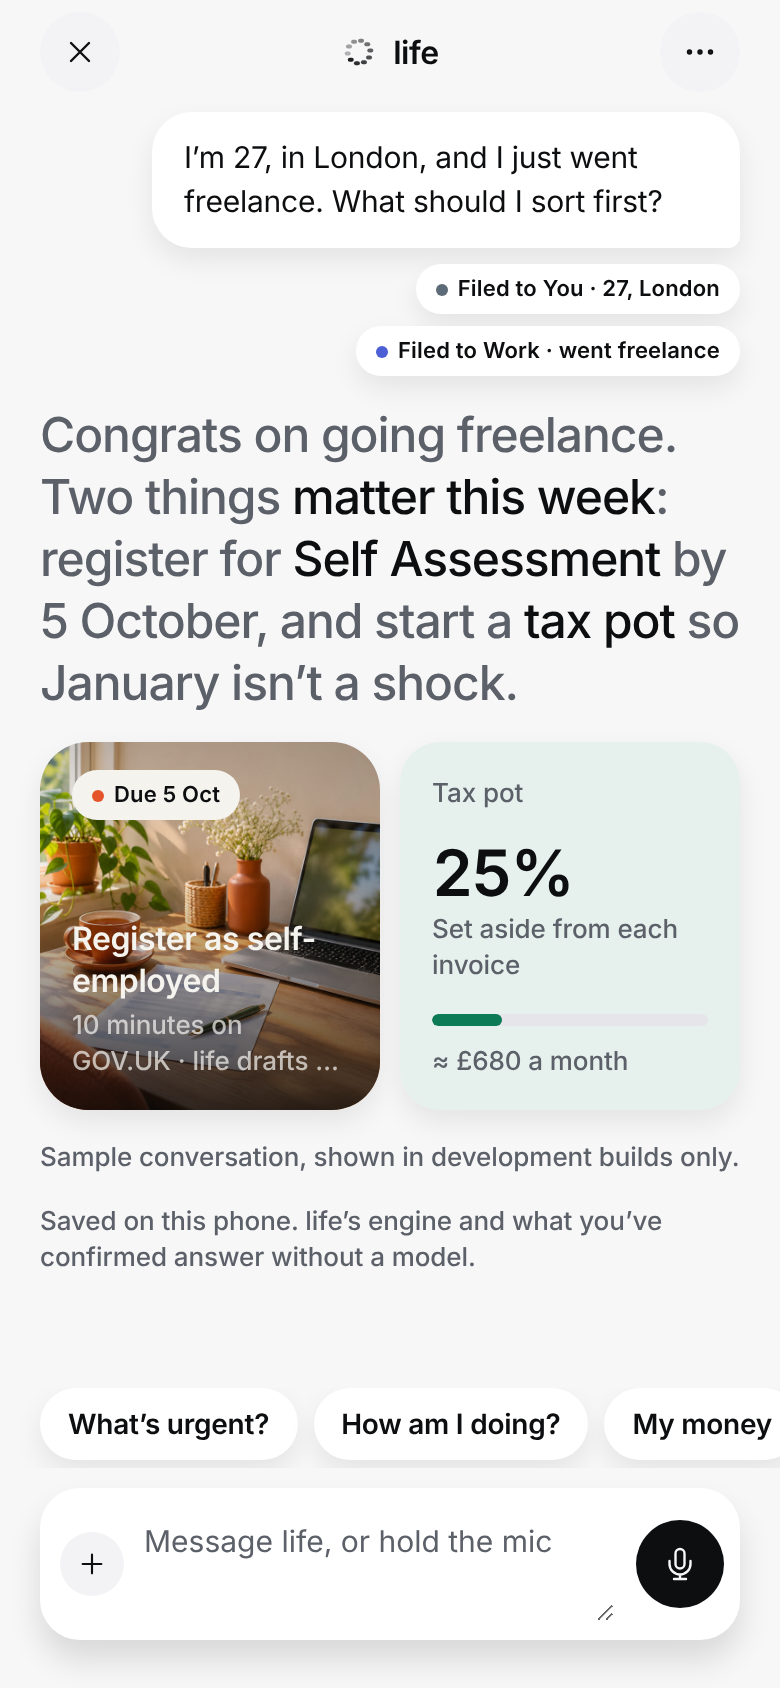 life
I’m 27, in London, and I just went
freelance. What should I sort first?
Filed to You · 27, London
Filed to Work · went freelance
Congrats on going freelance.
Two things matter this week:
register for Self Assessment by
5 October, and start a tax pot so
January isn’t a shock.
Due 5 Oct
Register as self-
employed
10 minutes on
GOV.UK · life drafts ...
Tax pot
25%
Set aside from each
invoice
≈ £680 a month
Sample conversation, shown in development builds only.
Saved on this phone. life’s engine and what you’ve
confirmed answer without a model.
What’s urgent?
How am I doing?
My money
Message life, or hold the mic